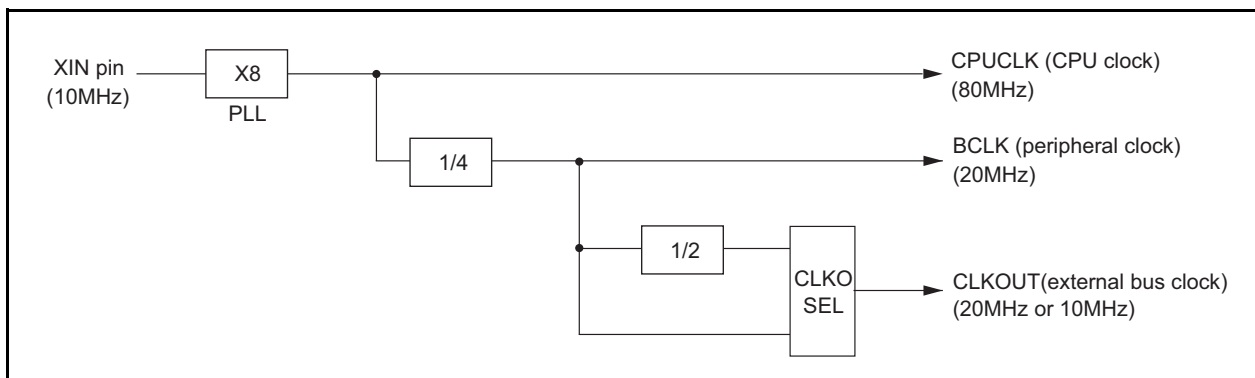 XIN pin
(10MHz)
X8
PLL
CPUCLK (CPU clock)
(80MHz)
1/4
BCLK (peripheral clock)
(20MHz)
1/2
CLKO
SEL
CLKOUT(external bus clock)
(20MHz or 10MHz)